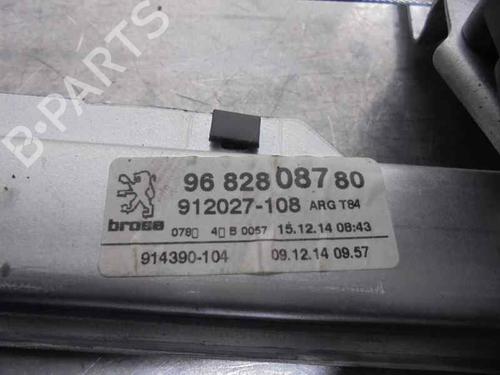 B-PARTS
96 828 087 80
brose
912027-108 ARG T84
078▯ 4▯ B 0057 15.12.14 08:43
914390-104 09.12.14 09.57